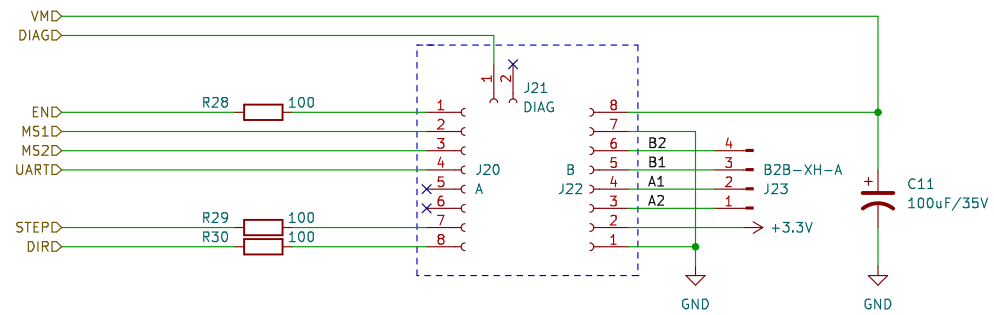 VM
DIAG
1
2
J21
DIAG
EN
R28
100
1
8
MS1
2
7
MS2
3
6
B2
4
UART
4
J20
B
5
B1
3
B2B-XH-A
5
A
J22
4
A1
2
J23
6
3
A2
1
C11
100uF/35V
+
STEP
R29
100
7
2
+3.3V
DIR
R30
100
8
1
GND
GND